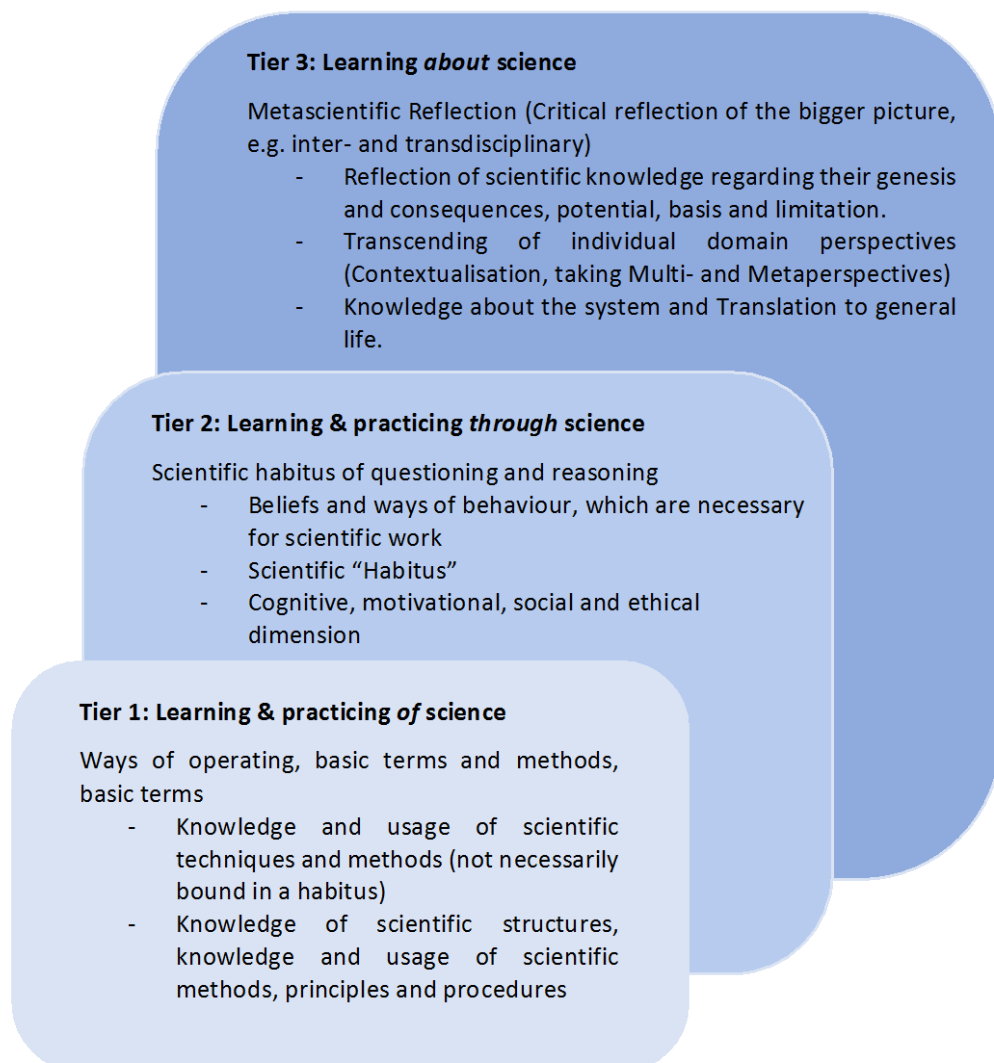 Tier 3: Learning about science
Metascientific Reflection (Critical reflection of the bigger picture,
e.g. inter- and transdisciplinary)
- Reflection of scientific knowledge regarding their genesis
and consequences, potential, basis and limitation.
- Transcending of individual domain perspectives
(Contextualisation, taking Multi- and Metaperspectives)
- Knowledge about the system and Translation to general
life.
Tier 2: Learning & practicing through science
Scientific habitus of questioning and reasoning
- Beliefs and ways of behaviour, which are necessary
for scientific work
- Scientific “Habitus”
- Cognitive, motivational, social and ethical
dimension
Tier 1: Learning & practicing of science
Ways of operating, basic terms and methods,
basic terms
- Knowledge and usage of scientific
techniques and methods (not necessarily
bound in a habitus)
- Knowledge of scientific structures,
knowledge and usage of scientific
methods, principles and procedures